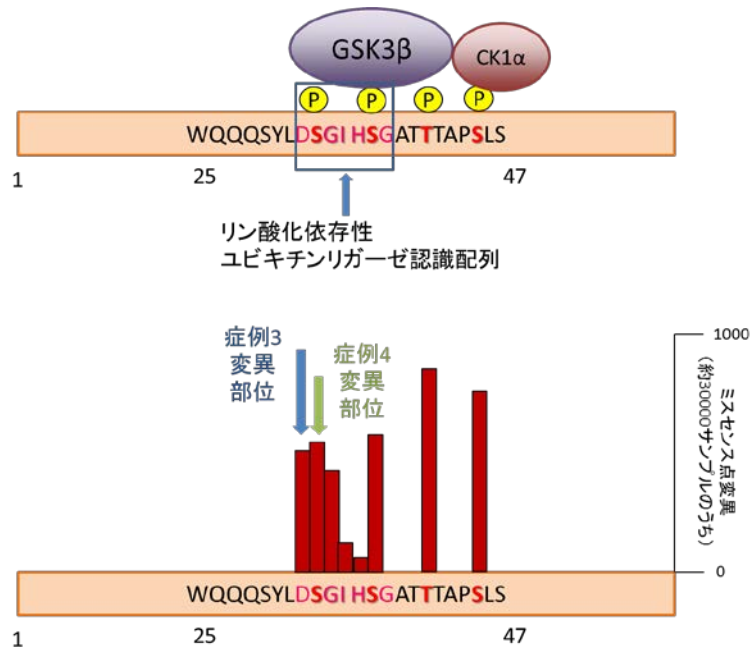 GSK3β
CK1α
P P P P
WQQQSYLDSGIHSGATTTAPSLS
1 25 47
リン酸化依存性
ユビキチンリガーゼ認識配列
症例3
変異
部位
症例4
変異
部位
1000
ミスセンス点変異
(約30000サンプルのうち)
0
WQQQSYLDSGIHSGATTTAPSLS
1 25 47